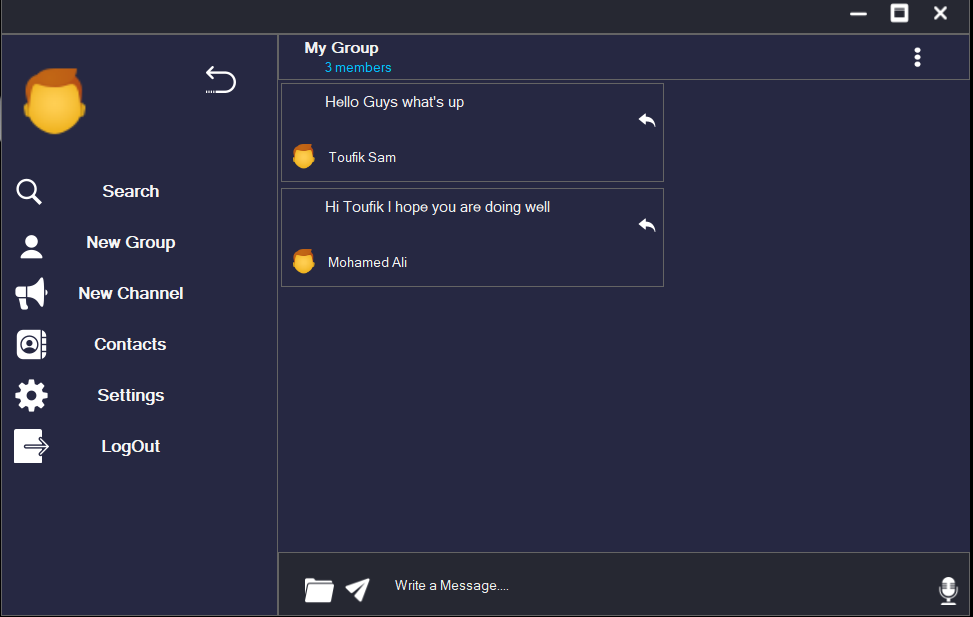 My Group
3 members
Search
New Group
New Channel
Contacts
Settings
LogOut
Hello Guys what's up
Toufik Sam
Hi Toufik I hope you are doing well
Mohamed Ali
Write a Message....